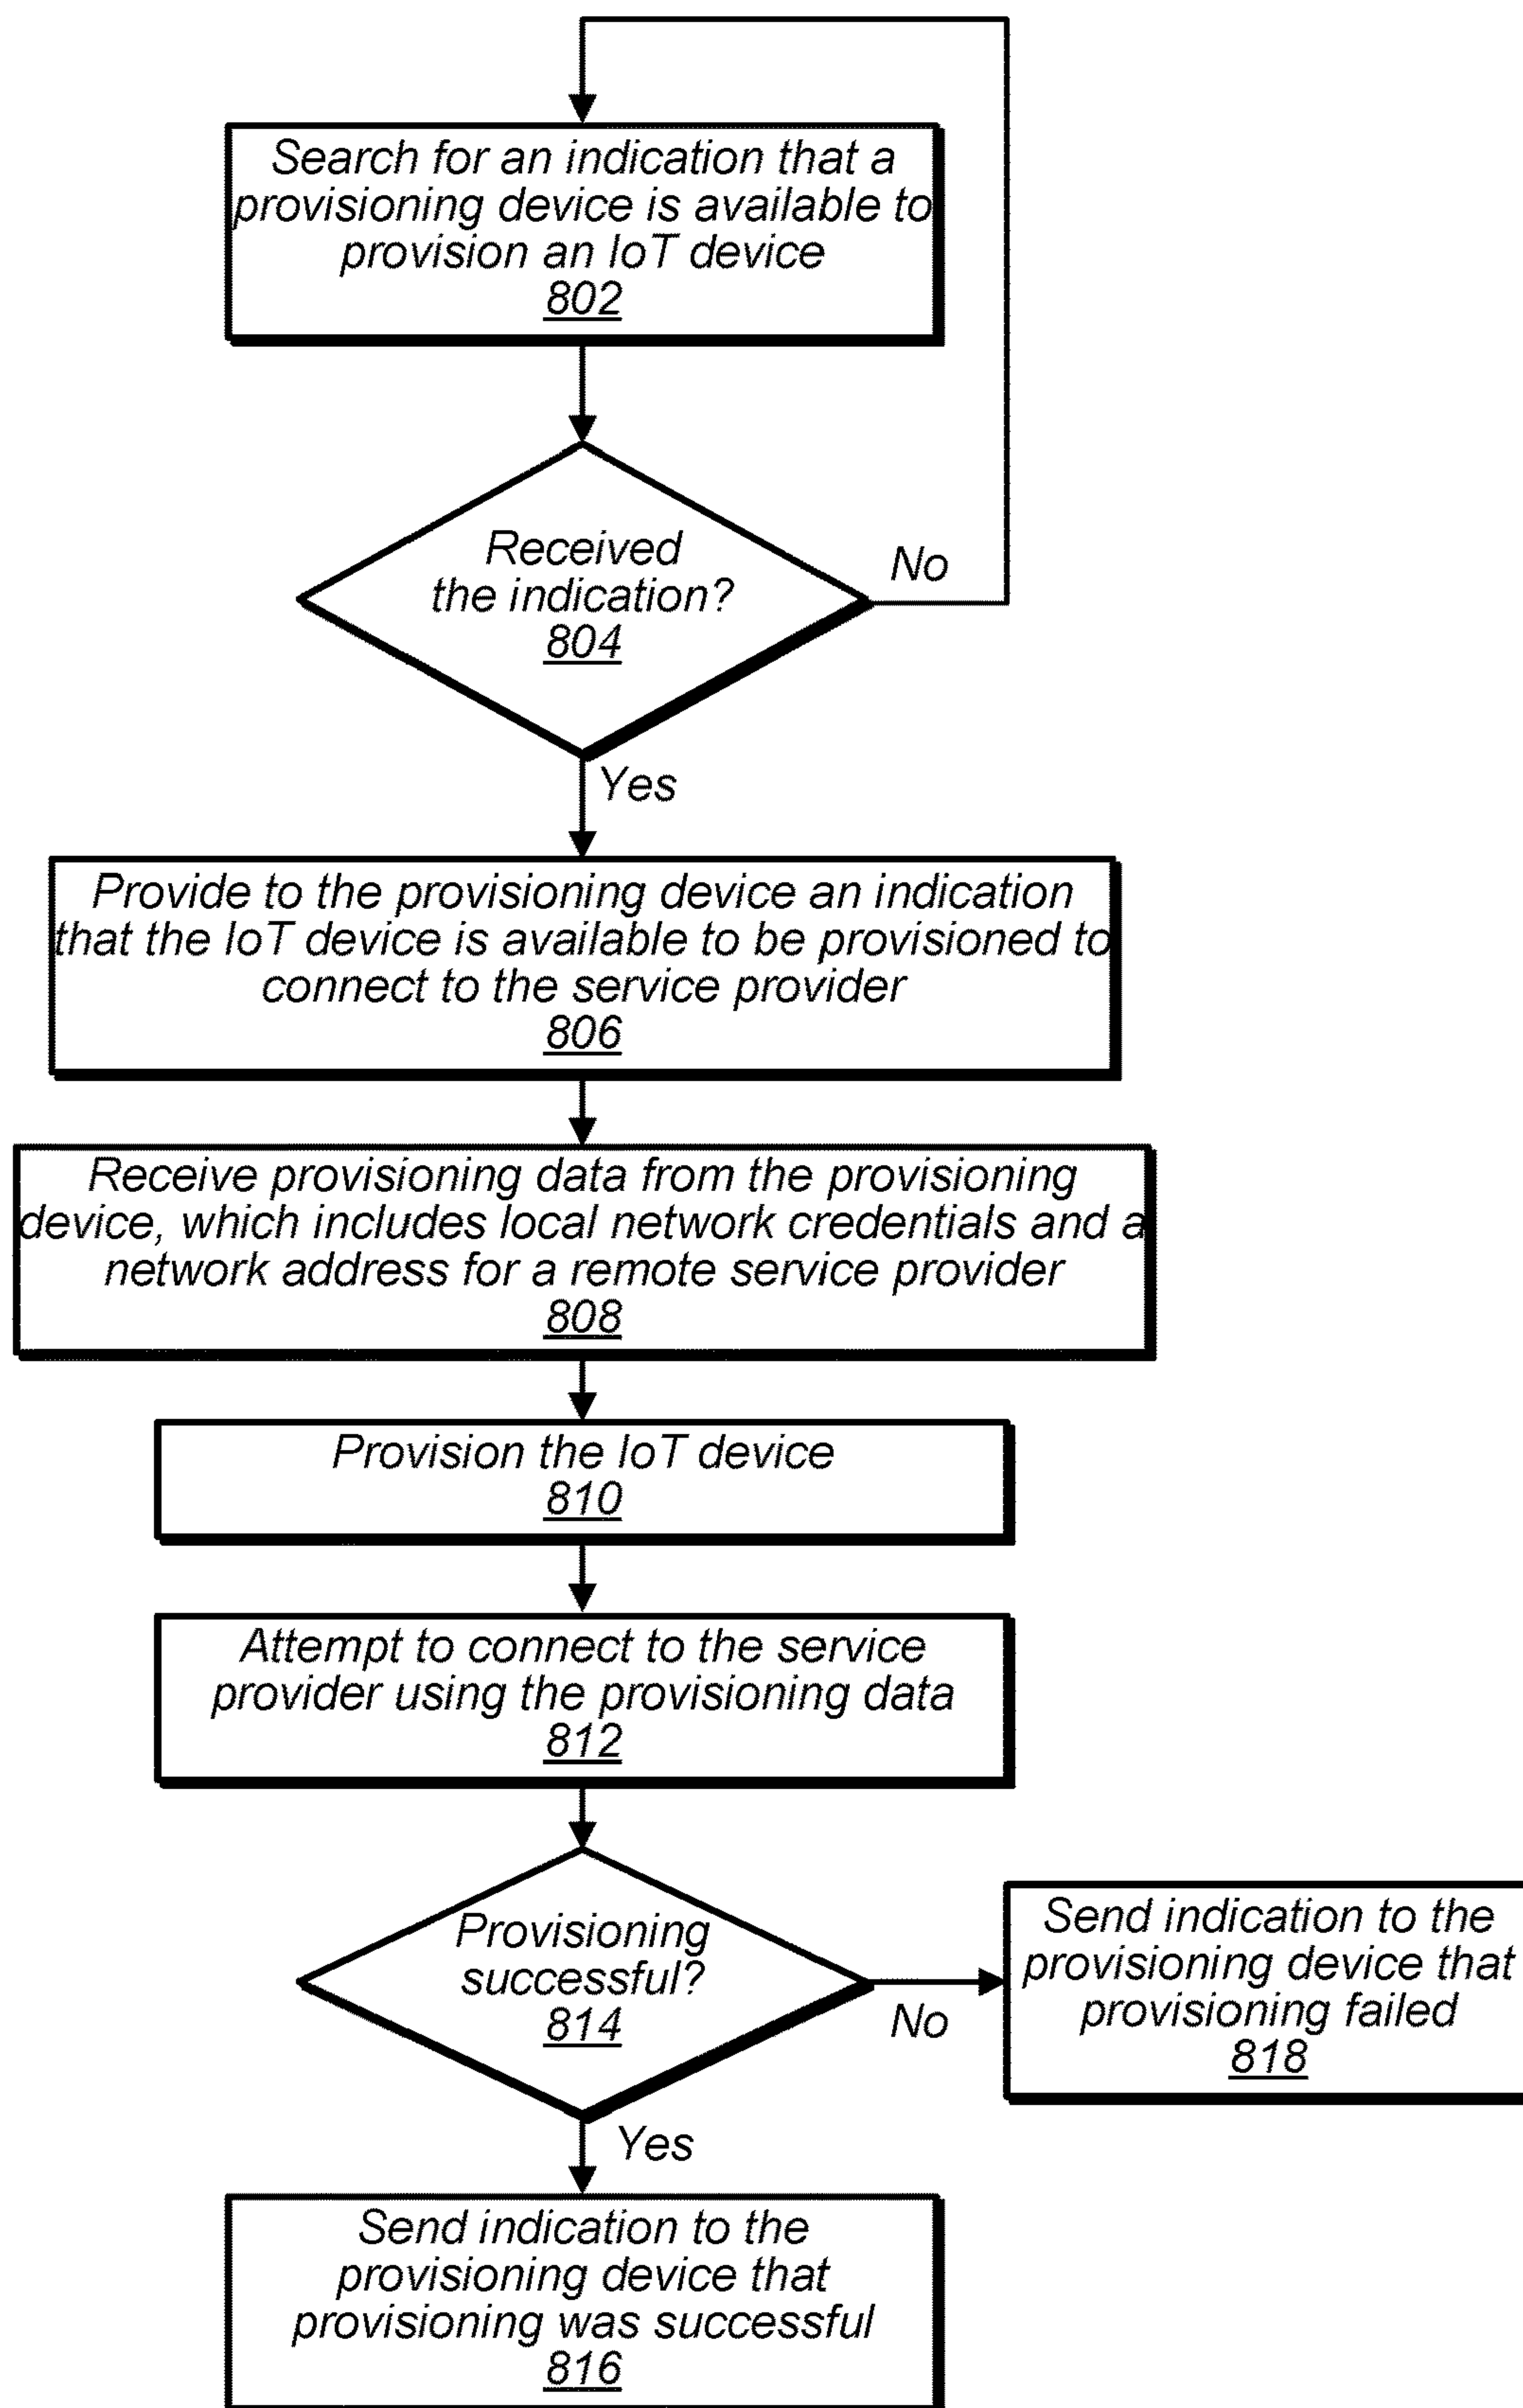 Search for an indication that a
provisioning device is available to
provision an IoT device
802
Received
the indication?
804
No
Yes
Provide to the provisioning device an indication
that the IoT device is available to be provisioned to
connect to the service provider
806
Receive provisioning data from the provisioning
device, which includes local network credentials and a
network address for a remote service provider
808
Provision the IoT device
810
Attempt to connect to the service
provider using the provisioning data
812
Provisioning
successful?
814
No
Send indication to the
provisioning device that
provisioning failed
818
Yes
Send indication to the
provisioning device that
provisioning was successful
816